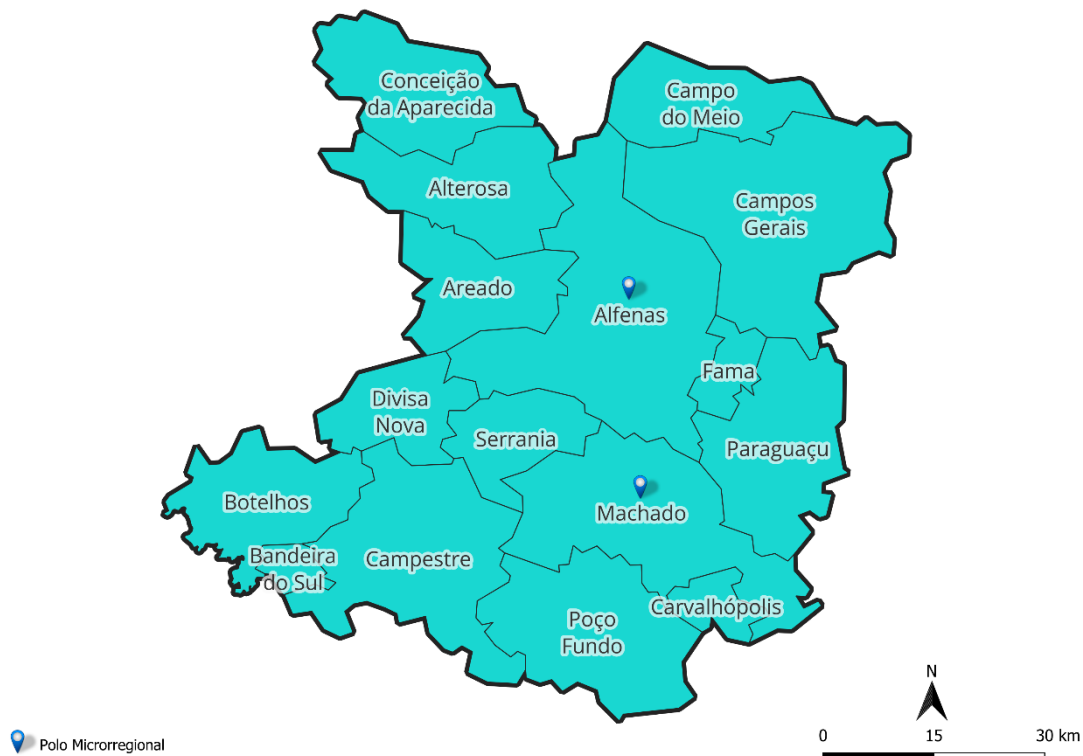 Conceição
da Aparecida
Campo
do Meio
Alterosa
Campos
Gerais
Areado
Alfenas
Fama
Divisa
Nova
Serrania
Paraguaçu
Botelhos
Machado
Bandeira
do Sul
Campestre
Carvalhópolis
Poço
Fundo
N
0 15 30 km
Polo Microrregional